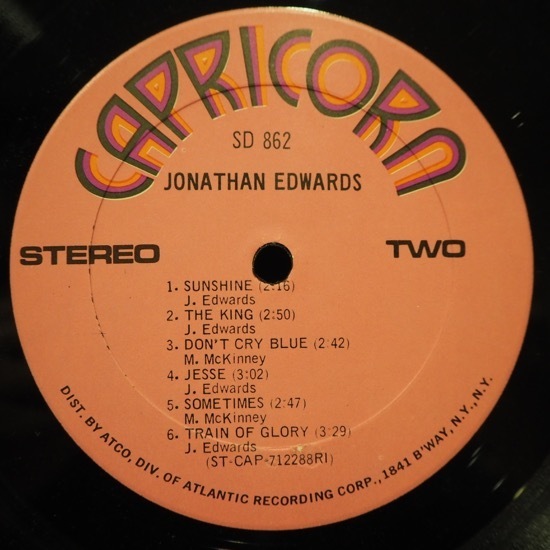 CAPRICORN
SD 862
JONATHAN EDWARDS
STEREO
TWO
1. SUNSHINE (2:16)
J. Edwards
2. THE KING (2:50)
J. Edwards
3. DON'T CRY BLUE (2:42)
M. McKinney
4. JESSE (3:02)
J. Edwards
5. SOMETIMES (2:47)
M. McKinney
6. TRAIN OF GLORY (3:29)
J. Edwards
(ST-CAP-712288RI)
DIST. BY ATCO, DIV. OF ATLANTIC RECORDING CORP., 1841 B'WAY, N.Y., N.Y.